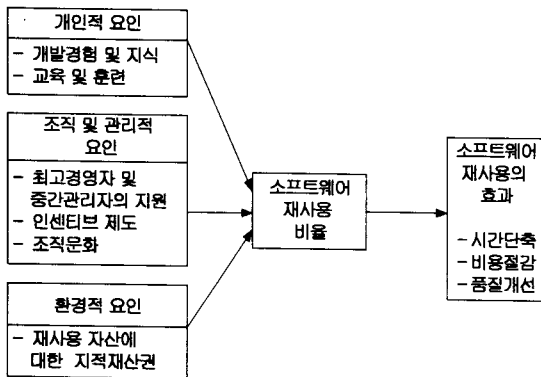 개인적 요인
- 개발경험 및 지식
- 교육 및 훈련
조직 및 관리적
요인
- 최고경영자 및
중간관리자의 지원
- 인센티브 제도
- 조직문화
환경적 요인
- 재사용 자산에
대한 지적재산권
소프트웨어
재사용
비율
소프트웨어
재사용의
효과
- 시간단축
- 비용절감
- 품질개선